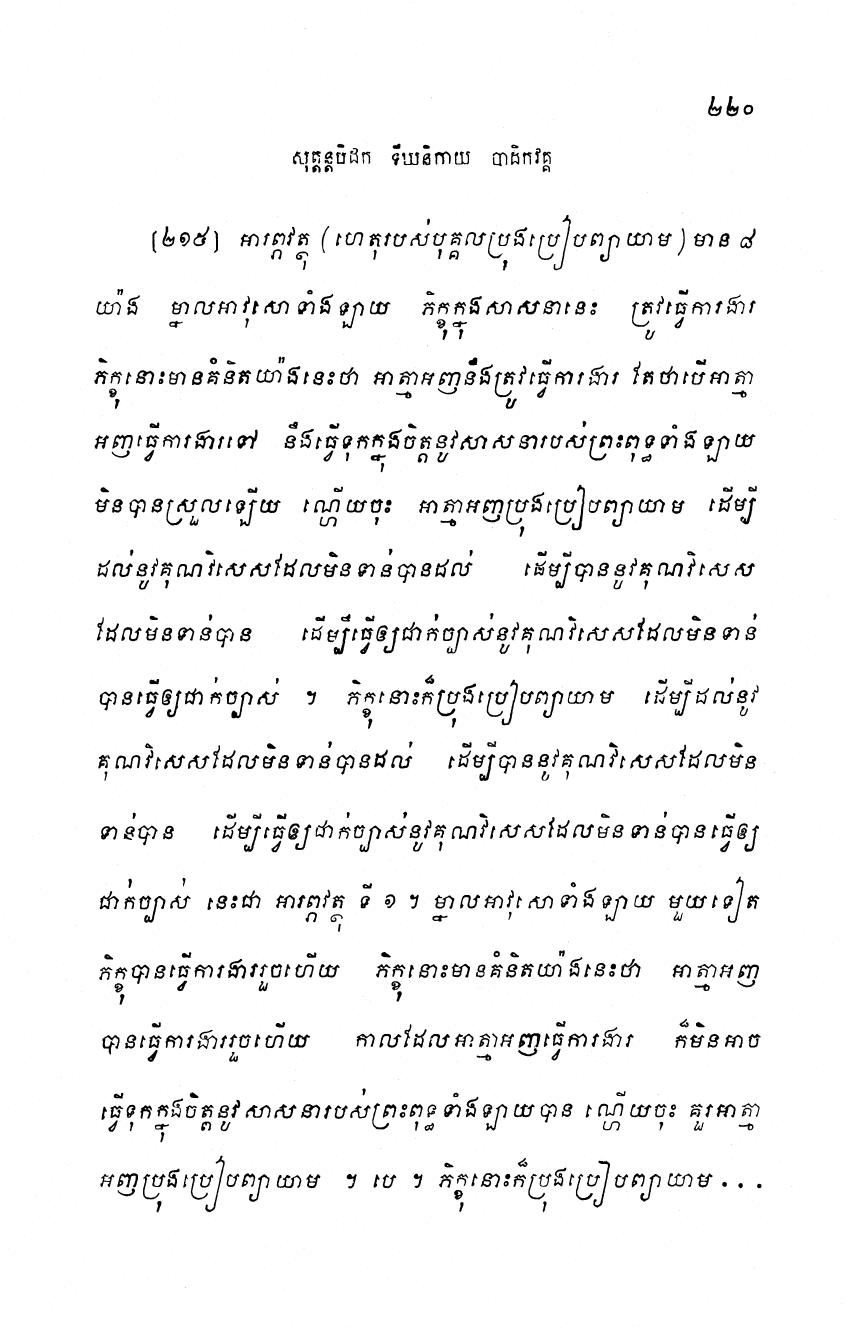 ២២០
សុត្តន្តបិដក ទីឃនិកាយ បាដិកវគ្គ
[២១៥] អារព្ភវត្ថុ (ហេតុរបស់បុគ្គលប្រុងប្រៀបព្យាយាម) មាន ៨
យ៉ាង ម្នាលអាវុសោទាំងឡាយ ភិក្ខុក្នុងសាសនានេះ ត្រូវធ្វើការងារ
ភិក្ខុនោះមានគំនិតយ៉ាងនេះថា អាត្មាអញនឹងត្រូវធ្វើការងារ តែថាបើអាត្មា
អញធ្វើការងារទៅ នឹងធ្វើទុកក្នុងចិត្តនូវសាសនារបស់ព្រះពុទ្ធទាំងឡាយ
មិនបានស្រួលឡើយ ណ្ហើយចុះ អាត្មាអញប្រុងប្រៀបព្យាយាម ដើម្បី
ដល់នូវគុណវិសេសដែលមិនទាន់បានដល់ ដើម្បីបាននូវគុណវិសេស
ដែលមិនទាន់បាន ដើម្បីធ្វើឲ្យជាក់ច្បាស់នូវគុណវិសេសដែលមិនទាន់
បានធ្វើឲ្យជាក់ច្បាស់ ។ ភិក្ខុនោះក៏ប្រុងប្រៀបព្យាយាម ដើម្បីដល់នូវ
គុណវិសេសដែលមិនទាន់បានដល់ ដើម្បីបាននូវគុណវិសេសដែលមិន
ទាន់បាន ដើម្បីធ្វើឲ្យជាក់ច្បាស់នូវគុណវិសេសដែលមិនទាន់បានធ្វើឲ្យ
ជាក់ច្បាស់ នេះជា អារព្ភវត្ថុ ទី ១ ។ ម្នាលអាវុសោទាំងឡាយ មួយទៀត
ភិក្ខុបានធ្វើការងាររួចហើយ ភិក្ខុនោះមានគំនិតយ៉ាងនេះថា អាត្មាអញ
បានធ្វើការងាររួចហើយ កាលដែលអាត្មាអញធ្វើការងារ ក៏មិនអាច
ធ្វើទុកក្នុងចិត្តនូវសាសនារបស់ព្រះពុទ្ធទាំងឡាយបាន ណ្ហើយចុះ គួរអាត្មា
អញប្រុងប្រៀបព្យាយាម ។ បេ ។ ភិក្ខុនោះក៏ប្រុងប្រៀបព្យាយាម . . .